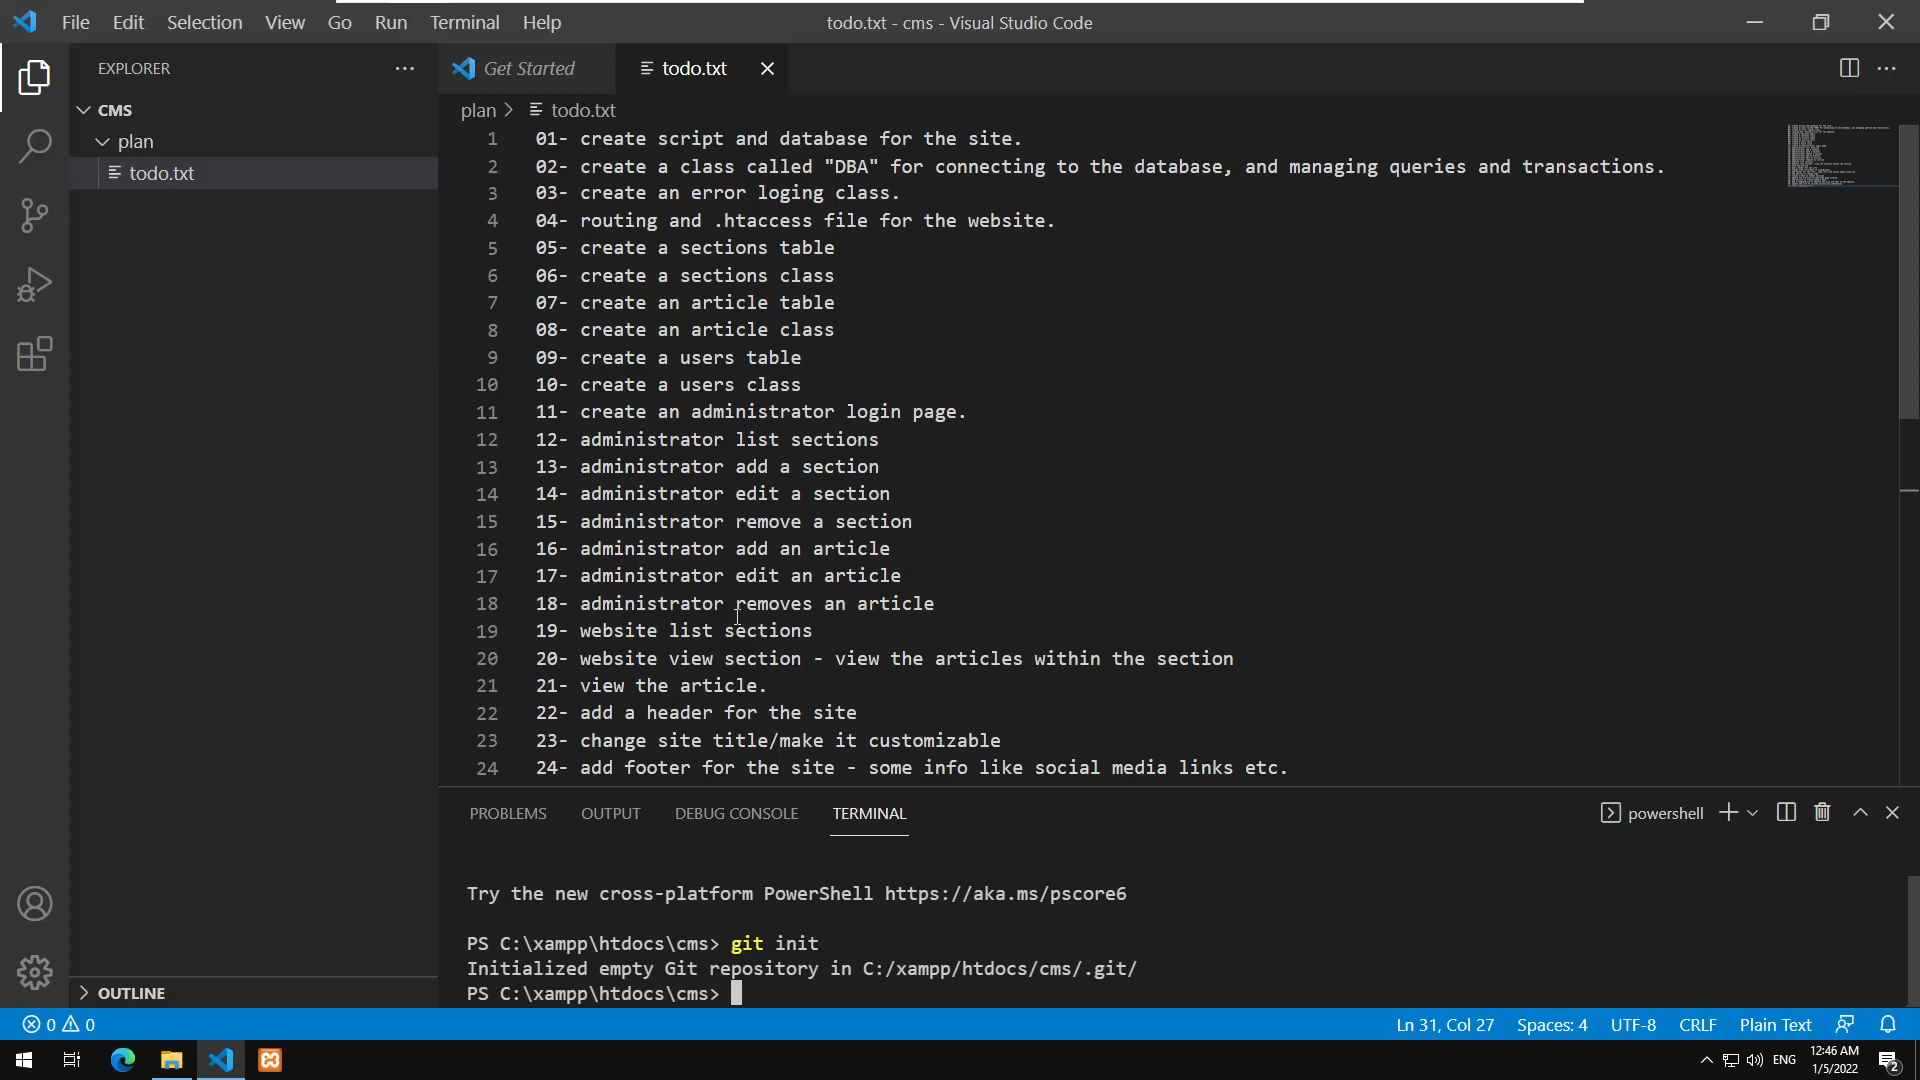 File Edit Selection View Go Run Terminal Help
todo.txt - cms - Visual Studio Code
EXPLORER
CMS
plan
todo.txt
OUTLINE
Get Started
todo.txt
plan > todo.txt
1 01- create script and database for the site.
2 02- create a class called "DBA" for connecting to the database, and managing queries and transactions.
3 03- create an error loging class.
4 04- routing and .htaccess file for the website.
5 05- create a sections table
6 06- create a sections class
7 07- create an article table
8 08- create an article class
9 09- create a users table
10 10- create a users class
11 11- create an administrator login page.
12 12- administrator list sections
13 13- administrator add a section
14 14- administrator edit a section
15 15- administrator remove a section
16 16- administrator add an article
17 17- administrator edit an article
18 18- administrator removes an article
19 19- website list sections
20 20- website view section - view the articles within the section
21 21- view the article.
22 22- add a header for the site
23 23- change site title/make it customizable
24 24- add footer for the site - some info like social media links etc.
PROBLEMS OUTPUT DEBUG CONSOLE TERMINAL
powershell
Try the new cross-platform PowerShell https://aka.ms/pscore6
PS C:\xampp\htdocs\cms> git init
Initialized empty Git repository in C:/xampp/htdocs/cms/.git/
PS C:\xampp\htdocs\cms>
0 0
Ln 31, Col 27 Spaces: 4 UTF-8 CRLF Plain Text
ENG
12:46 AM
1/5/2022
2